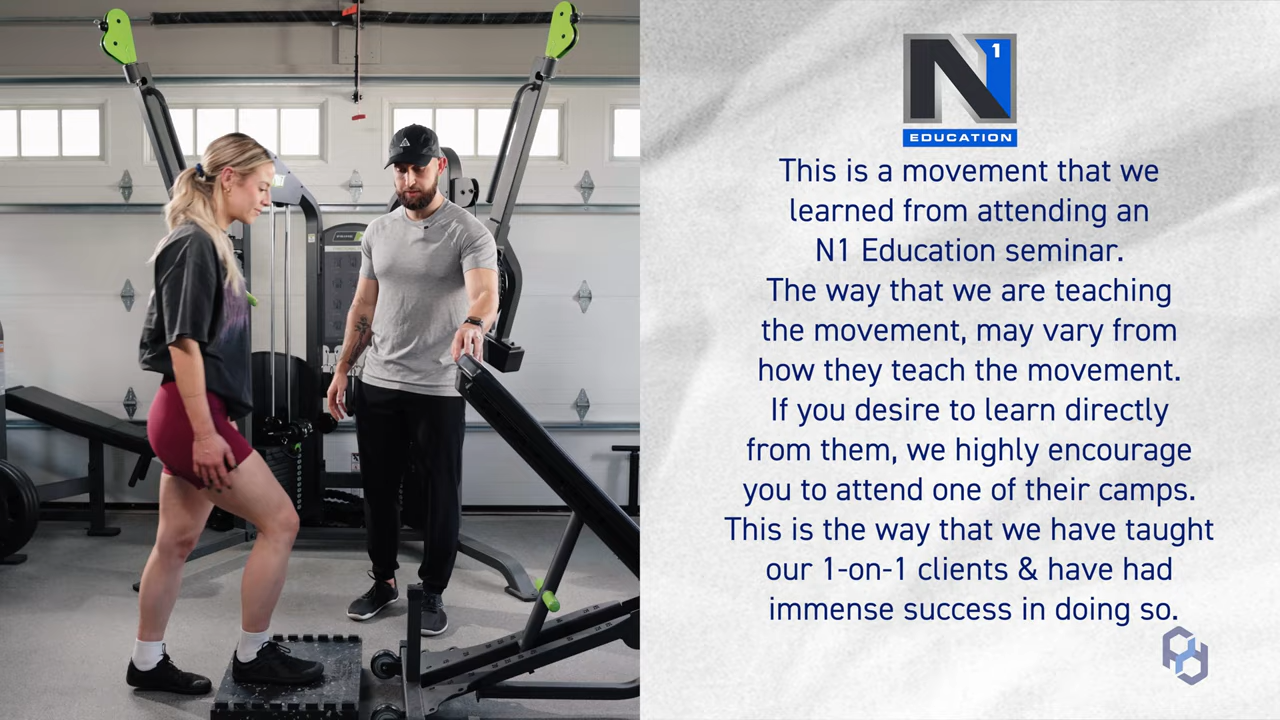 N1
EDUCATION
This is a movement that we
learned from attending an
N1 Education seminar.
The way that we are teaching
the movement, may vary from
how they teach the movement.
If you desire to learn directly
from them, we highly encourage
you to attend one of their camps.
This is the way that we have taught
our 1-on-1 clients & have had
immense success in doing so.